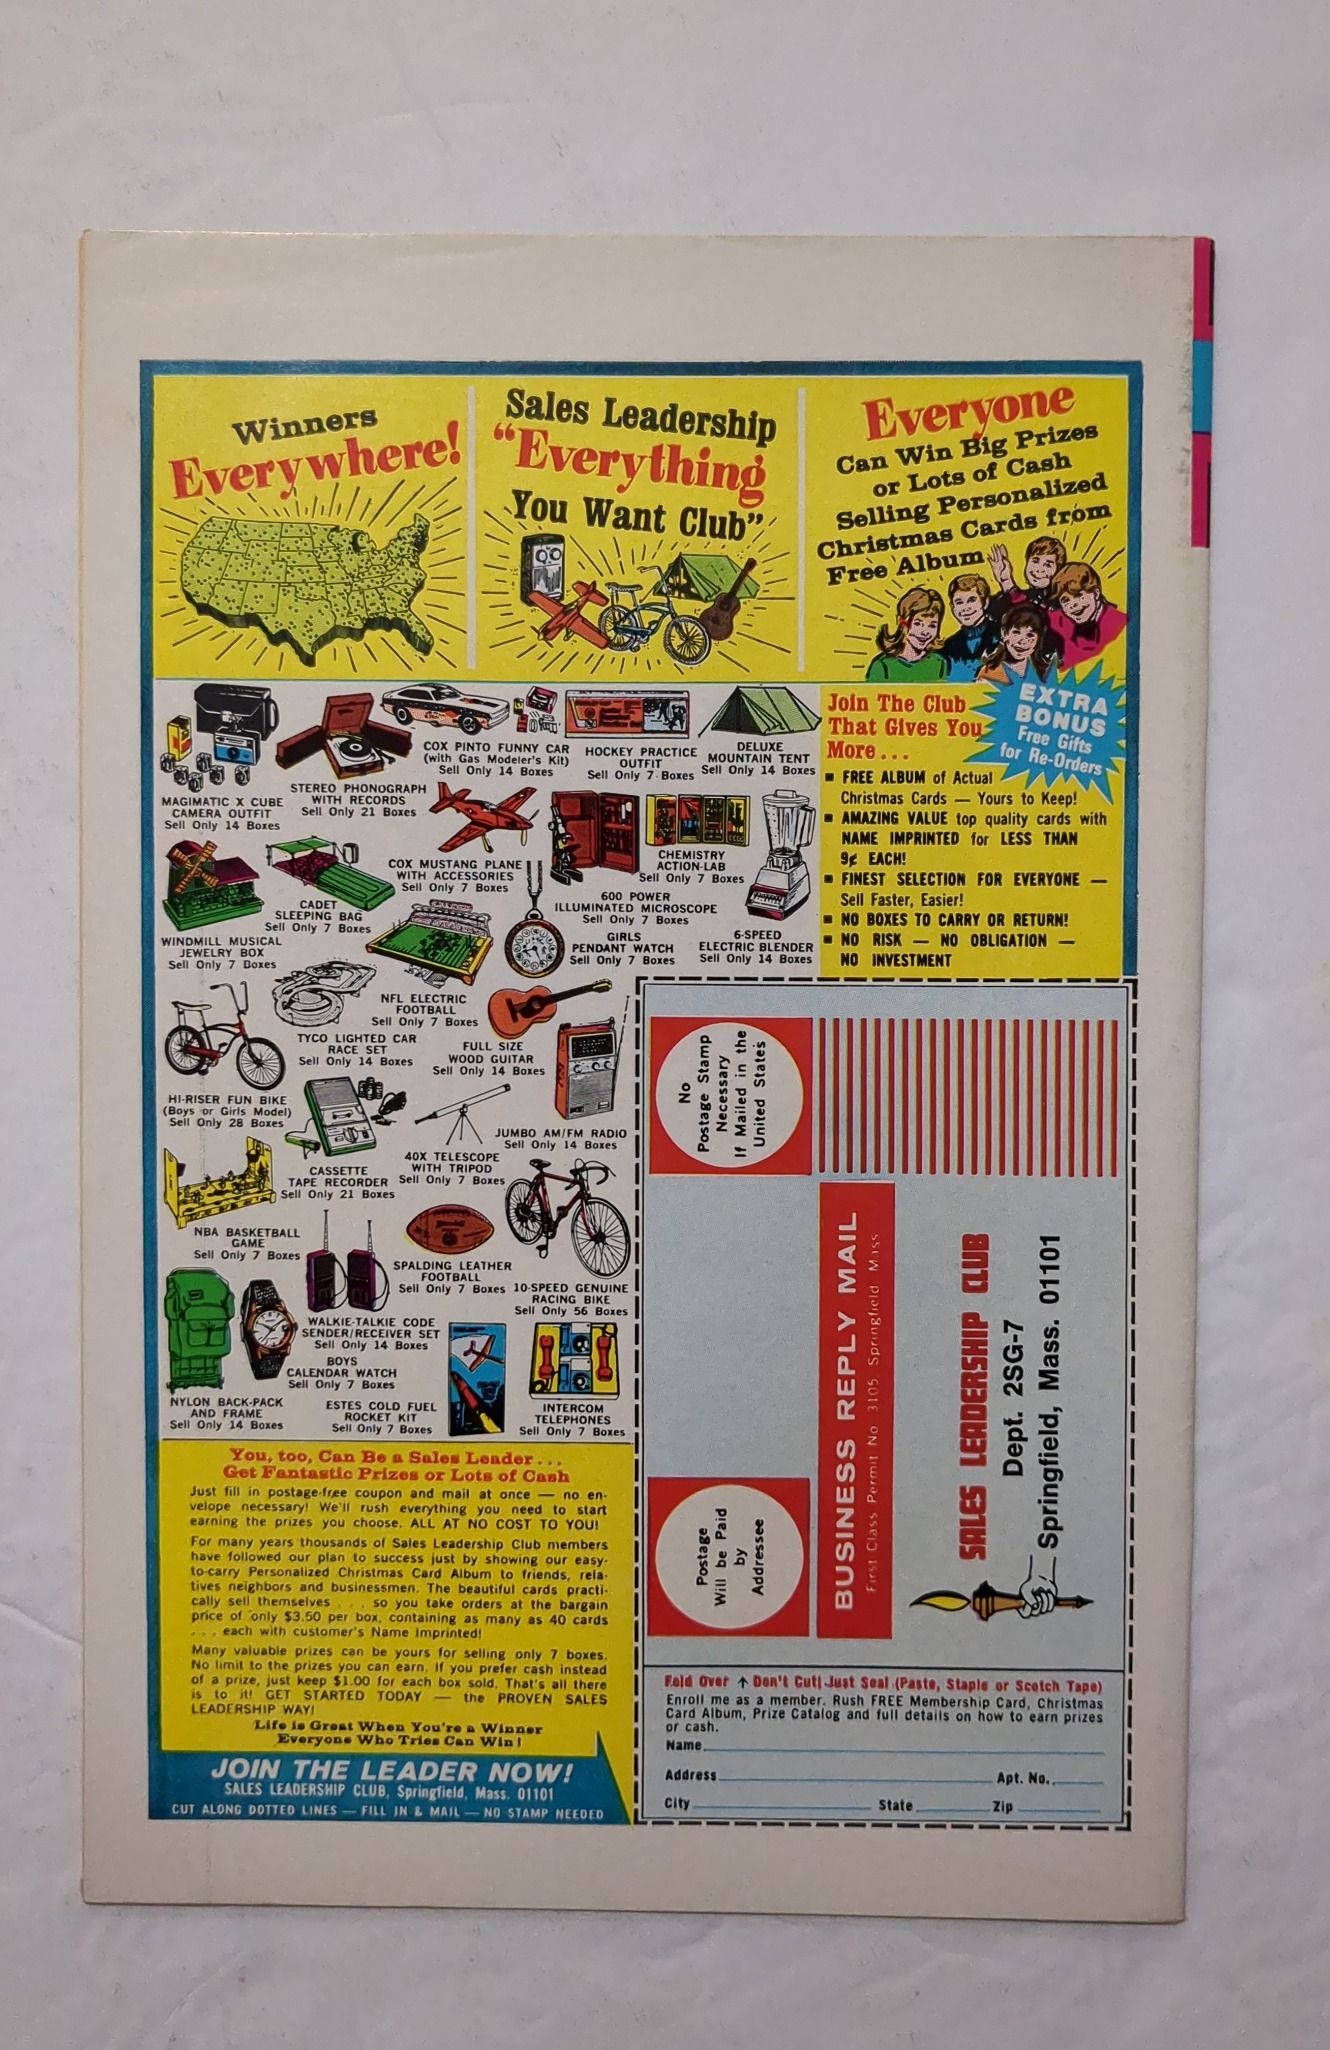 Winners
Everywhere!
Sales Leadership
"Everything
You Want Club"
Everyone
Can Win Big Prizes
or Lots of Cash
Selling Personalized
Christmas Cards from
Free Album
MAGIMATIC X CUBE
CAMERA OUTFIT
Sell Only 14 Boxes
STEREO PHONOGRAPH
WITH RECORDS
Sell Only 21 Boxes
COX PINTO FUNNY CAR
(with Gas Modeler's Kit)
Sell Only 14 Boxes
HOCKEY PRACTICE
OUTFIT
Sell Only 7 Boxes
DELUXE
MOUNTAIN TENT
Sell Only 14 Boxes
WINDMILL MUSICAL
JEWELRY BOX
Sell Only 7 Boxes
CADET
SLEEPING BAG
Sell Only 7 Boxes
COX MUSTANG PLANE
WITH ACCESSORIES
Sell Only 7 Boxes
CHEMISTRY
ACTION-LAB
Sell Only 7 Boxes
600 POWER
ILLUMINATED MICROSCOPE
Sell Only 7 Boxes
GIRLS
PENDANT WATCH
Sell Only 7 Boxes
6-SPEED
ELECTRIC BLENDER
Sell Only 14 Boxes
NFL ELECTRIC
FOOTBALL
Sell Only 7 Boxes
TYCO LIGHTED CAR
RACE SET
Sell Only 14 Boxes
FULL SIZE
WOOD GUITAR
Sell Only 14 Boxes
HI-RISER FUN BIKE
(Boys or Girls Model)
Sell Only 28 Boxes
JUMBO AM/FM RADIO
Sell Only 14 Boxes
CASSETTE
TAPE RECORDER
Sell Only 21 Boxes
40X TELESCOPE
WITH TRIPOD
Sell Only 7 Boxes
NBA BASKETBALL
GAME
Sell Only 7 Boxes
SPALDING LEATHER
FOOTBALL
Sell Only 7 Boxes
10-SPEED GENUINE
RACING BIKE
Sell Only 56 Boxes
WALKIE-TALKIE CODE
SENDER/RECEIVER SET
Sell Only 14 Boxes
BOYS
CALENDAR WATCH
Sell Only 7 Boxes
NYLON BACK-PACK
AND FRAME
Sell Only 14 Boxes
ESTES COLD FUEL
ROCKET KIT
Sell Only 7 Boxes
INTERCOM
TELEPHONES
Sell Only 7 Boxes
Join The Club
That Gives You
More...
EXTRA
BONUS
Free Gifts
for Re-Orders
■ FREE ALBUM of Actual
Christmas Cards — Yours to Keep!
■ AMAZING VALUE top quality cards with
NAME IMPRINTED for LESS THAN
9¢ EACH!
■ FINEST SELECTION FOR EVERYONE —
Sell Faster, Easier!
■ NO BOXES TO CARRY OR RETURN!
■ NO RISK — NO OBLIGATION —
NO INVESTMENT
You, too, Can Be a Sales Leader...
Get Fantastic Prizes or Lots of Cash
Just fill in postage-free coupon and mail at once — no en-
velope necessary! We'll rush everything you need to start
earning the prizes you choose. ALL AT NO COST TO YOU!
For many years thousands of Sales Leadership Club members
have followed our plan to success just by showing our easy-
to-carry Personalized Christmas Card Album to friends, rela-
tives neighbors and businessmen. The beautiful cards practi-
cally sell themselves . . . so you take orders at the bargain
price of only $3.50 per box, containing as many as 40 cards
. . . each with customer's Name Imprinted!
Many valuable prizes can be yours for selling only 7 boxes.
No limit to the prizes you can earn. If you prefer cash instead
of a prize, just keep $1.00 for each box sold. That's all there
is to it! GET STARTED TODAY — the PROVEN SALES
LEADERSHIP WAY!
Life is Great When You're a Winner
Everyone Who Tries Can Win!
JOIN THE LEADER NOW!
SALES LEADERSHIP CLUB, Springfield, Mass. 01101
CUT ALONG DOTTED LINES — FILL IN & MAIL — NO STAMP NEEDED
No
Postage Stamp
Necessary
If Mailed in the
United States
Postage
Will be Paid
by
Addressee
BUSINESS REPLY MAIL
First Class Permit No 3105 Springfield Mass
SALES LEADERSHIP CLUB
Dept. 2SG-7
Springfield, Mass. 01101
Fold Over ↑ Don't Cut! Just Seal (Paste, Staple or Scotch Tape)
Enroll me as a member. Rush FREE Membership Card, Christmas
Card Album, Prize Catalog and full details on how to earn prizes
or cash.
Name
Address Apt. No.
City State Zip